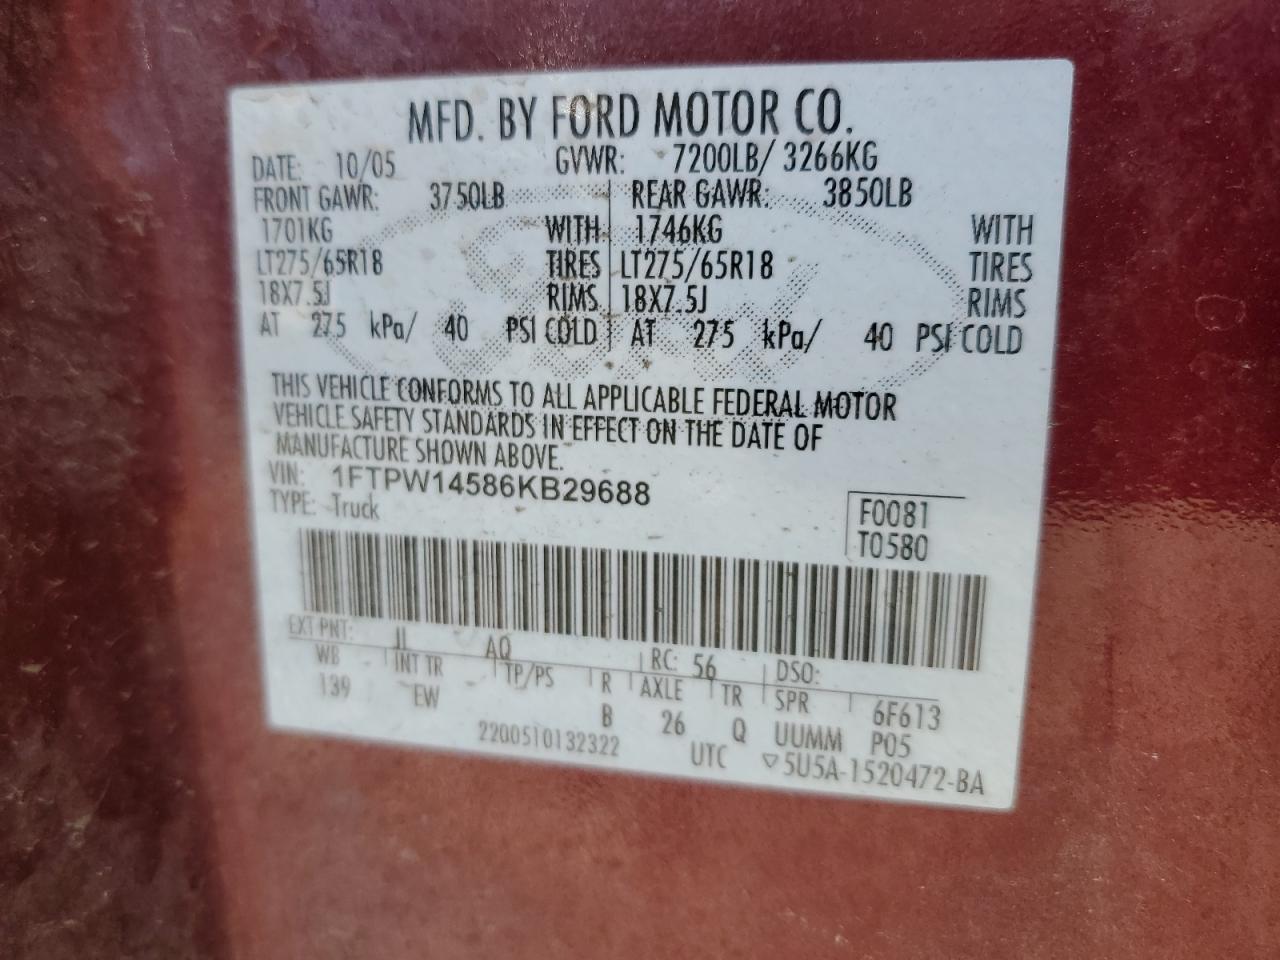 MFD. BY FORD MOTOR CO.
DATE: 10/05 GVWR: 7200LB/ 3266KG
FRONT GAWR: 3750LB REAR GAWR: 3850LB
1701KG WITH 1746KG WITH
LT275/65R18 TIRES LT275/65R18 TIRES
18X7.5J RIMS 18X7.5J RIMS
AT 275 kPa/ 40 PSI COLD AT 275 kPa/ 40 PSI COLD
THIS VEHICLE CONFORMS TO ALL APPLICABLE FEDERAL MOTOR
VEHICLE SAFETY STANDARDS IN EFFECT ON THE DATE OF
MANUFACTURE SHOWN ABOVE.
VIN: 1FTPW14586KB29688
TYPE: Truck
F0081
T0580
EXT PNT: JL AQ RC: 56 DSO:
WB INT TR TP/PS R AXLE TR SPR 6F613
139 EW B 26 Q UUMM P05
2200510132322 UTC ▽5U5A-1520472-BA